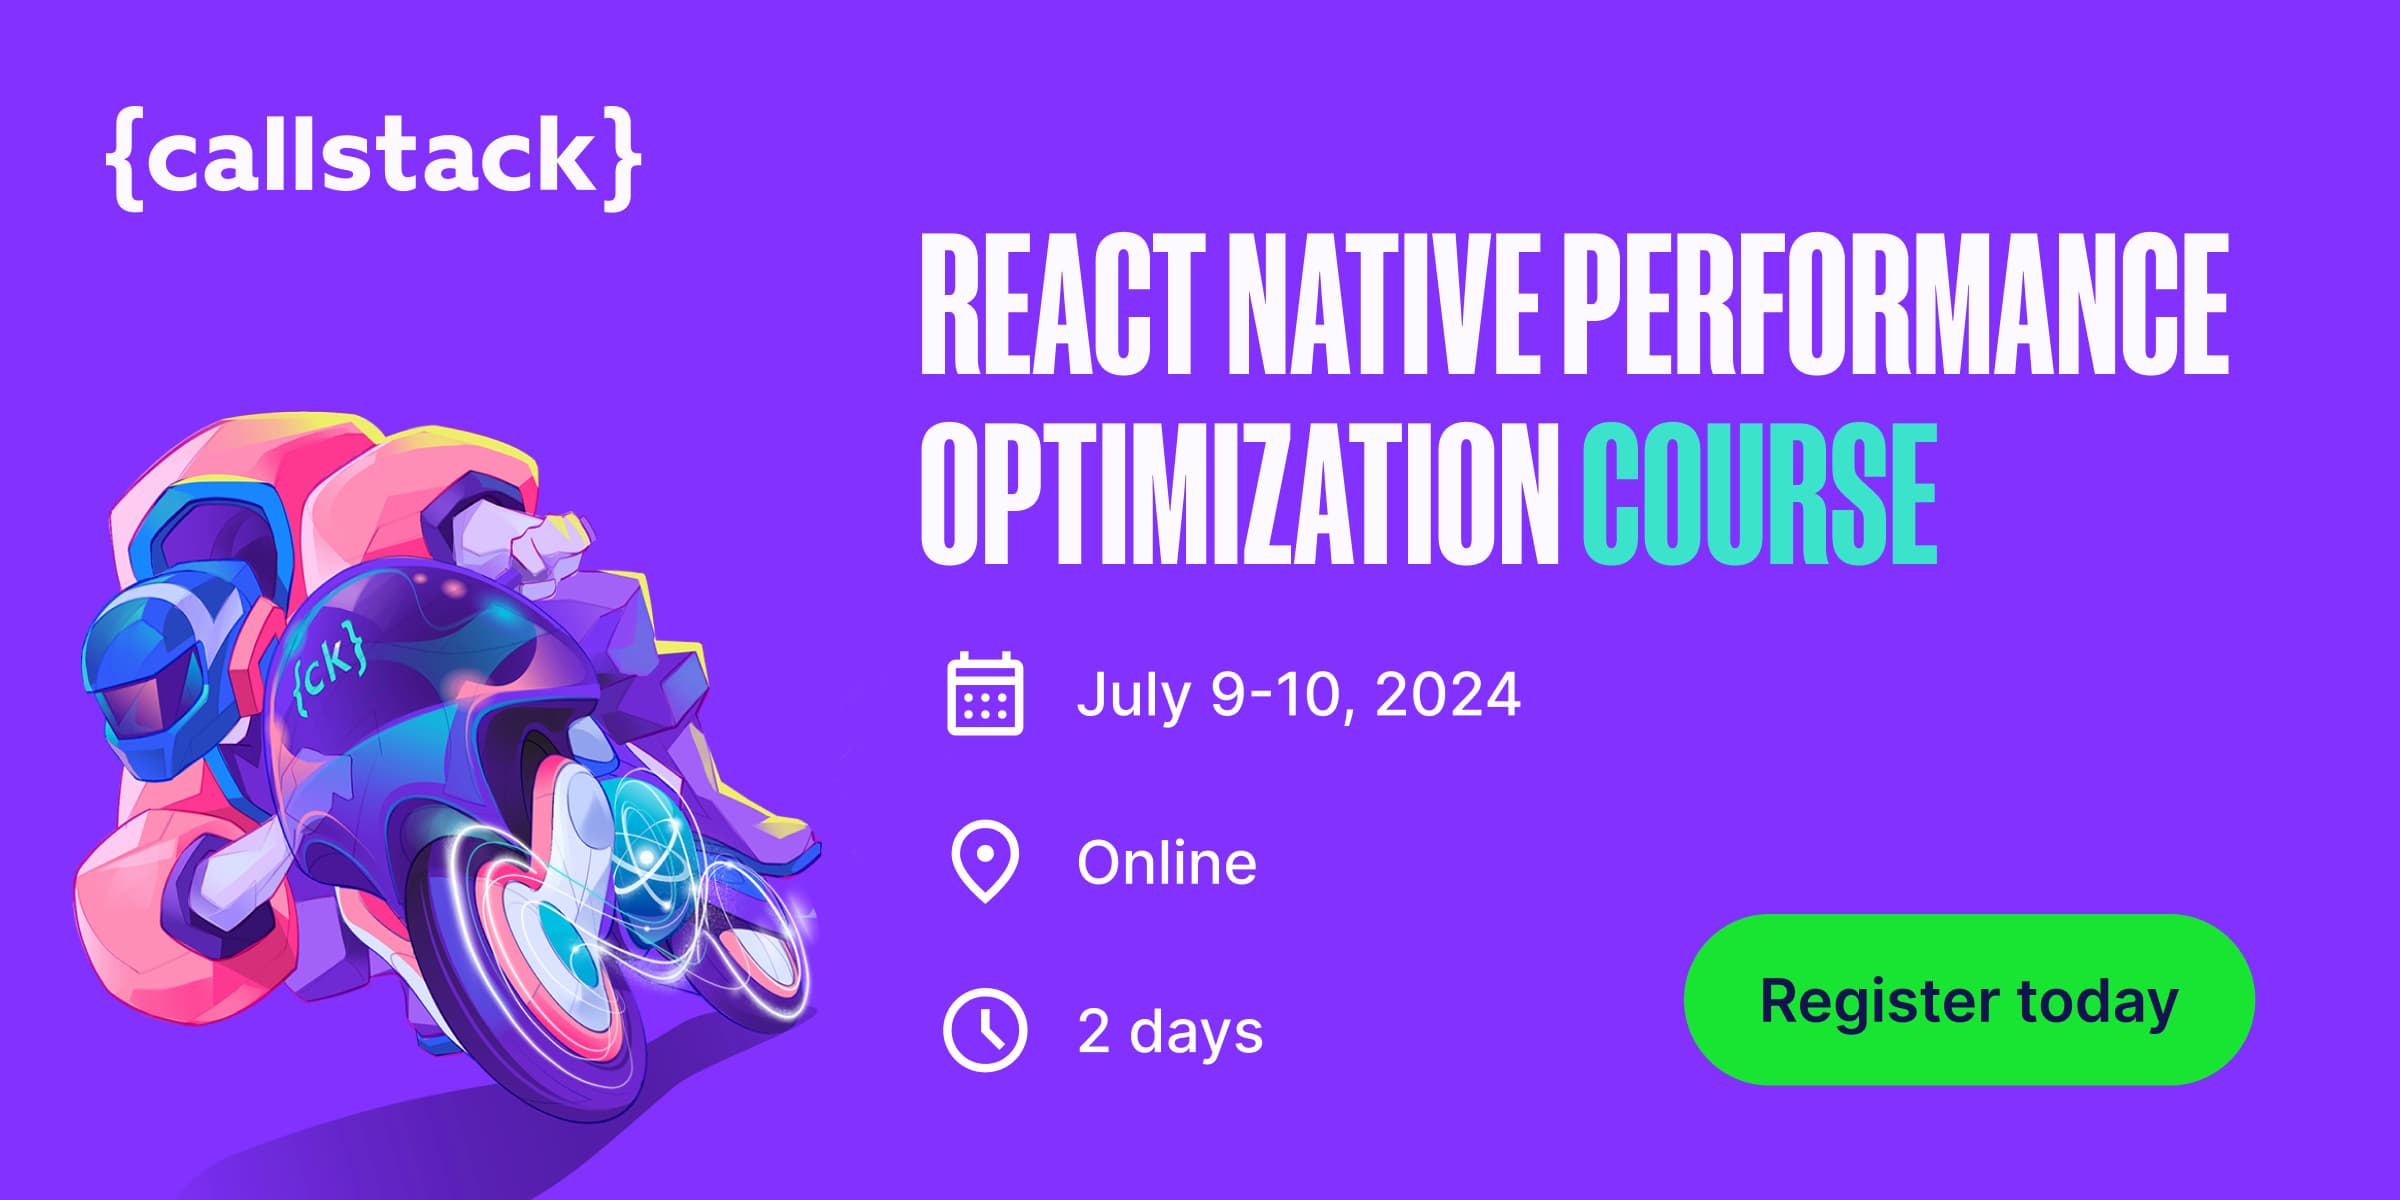 {callstack}
REACT NATIVE PERFORMANCE
OPTIMIZATION COURSE
{ck}
July 9-10, 2024
Online
2 days
Register today